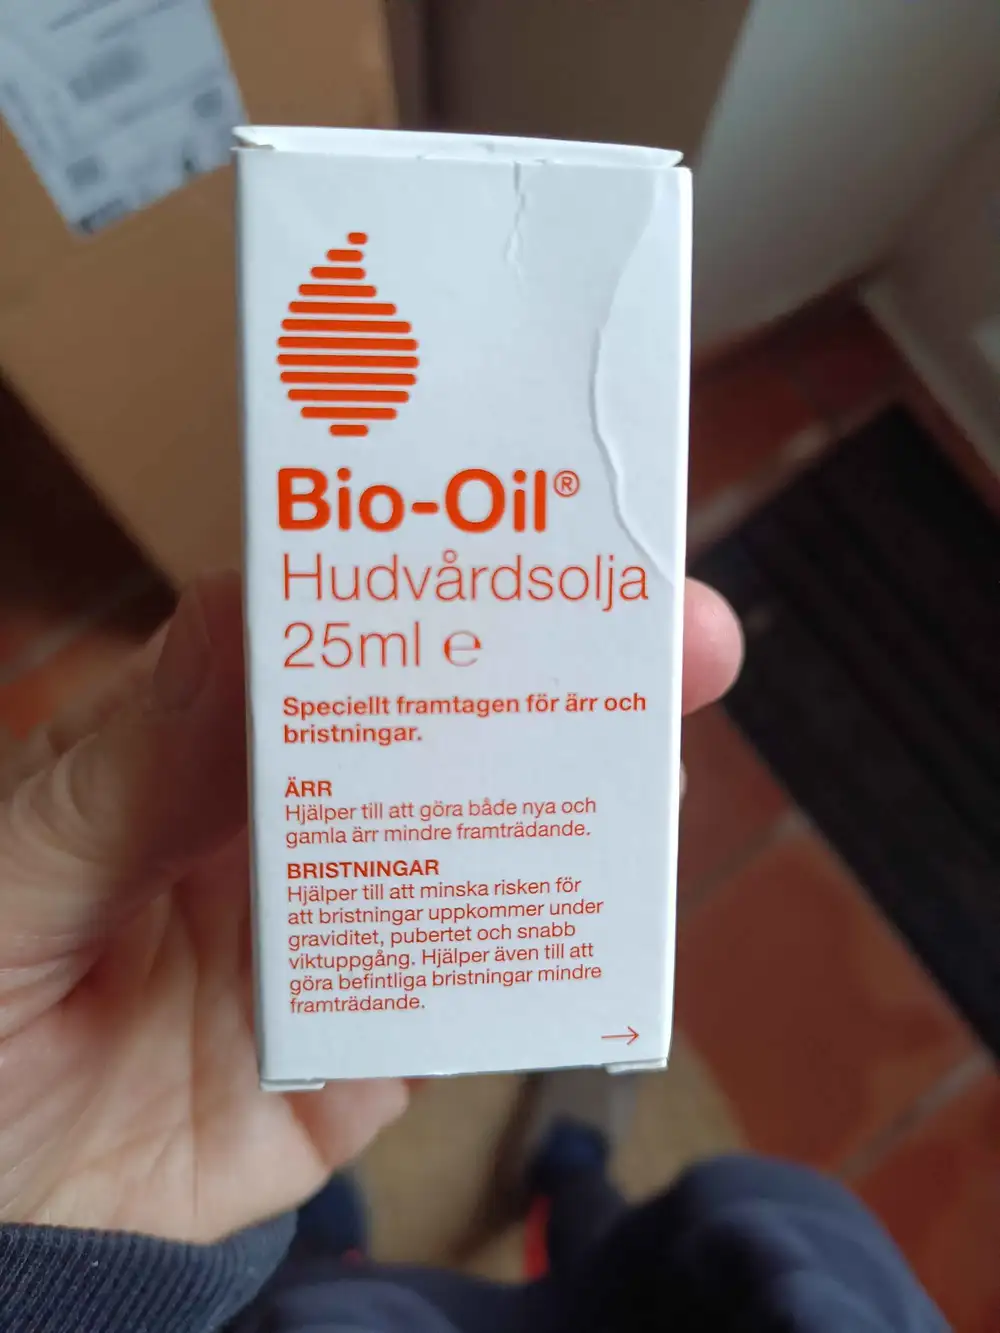 Bio-Oil®
Hudvårdsolja
25ml ℮
Speciellt framtagen för ärr och
bristningar.
ÄRR
Hjälper till att göra både nya och
gamla ärr mindre framträdande.
BRISTNINGAR
Hjälper till att minska risken för
att bristningar uppkommer under
graviditet, pubertet och snabb
viktuppgång. Hjälper även till att
göra befintliga bristningar mindre
framträdande.